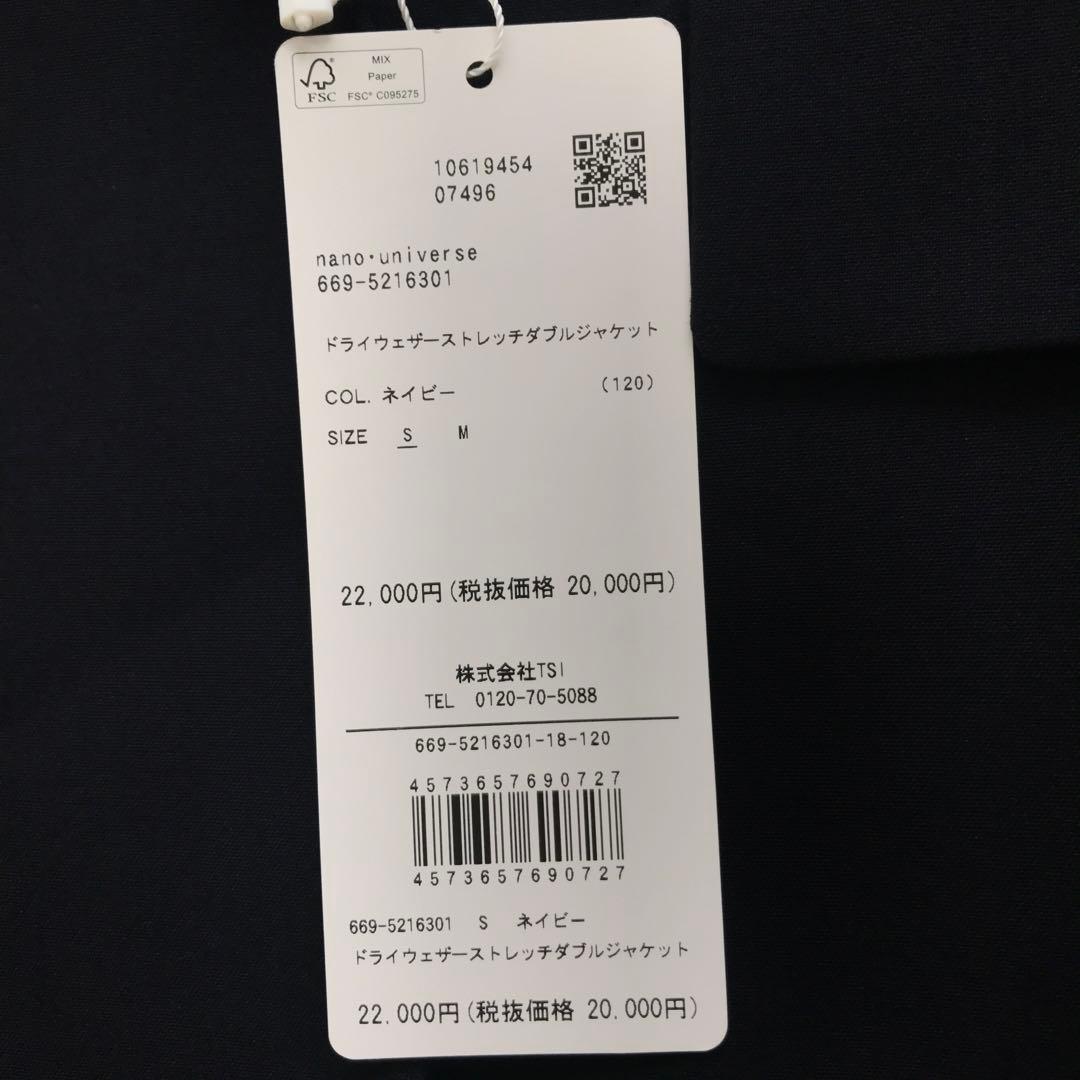 MIX
Paper
FSC® C095275
FSC
10619454
07496
nano・universe
669-5216301
ドライウェザーストレッチダブルジャケット
COL. ネイビー (120)
SIZE S M
22,000円(税抜価格 20,000円)
株式会社TSI
TEL 0120-70-5088
669-5216301-18-120
4573657690727
4573657690727
669-5216301 S ネイビー
ドライウェザーストレッチダブルジャケット
22,000円(税抜価格 20,000円)